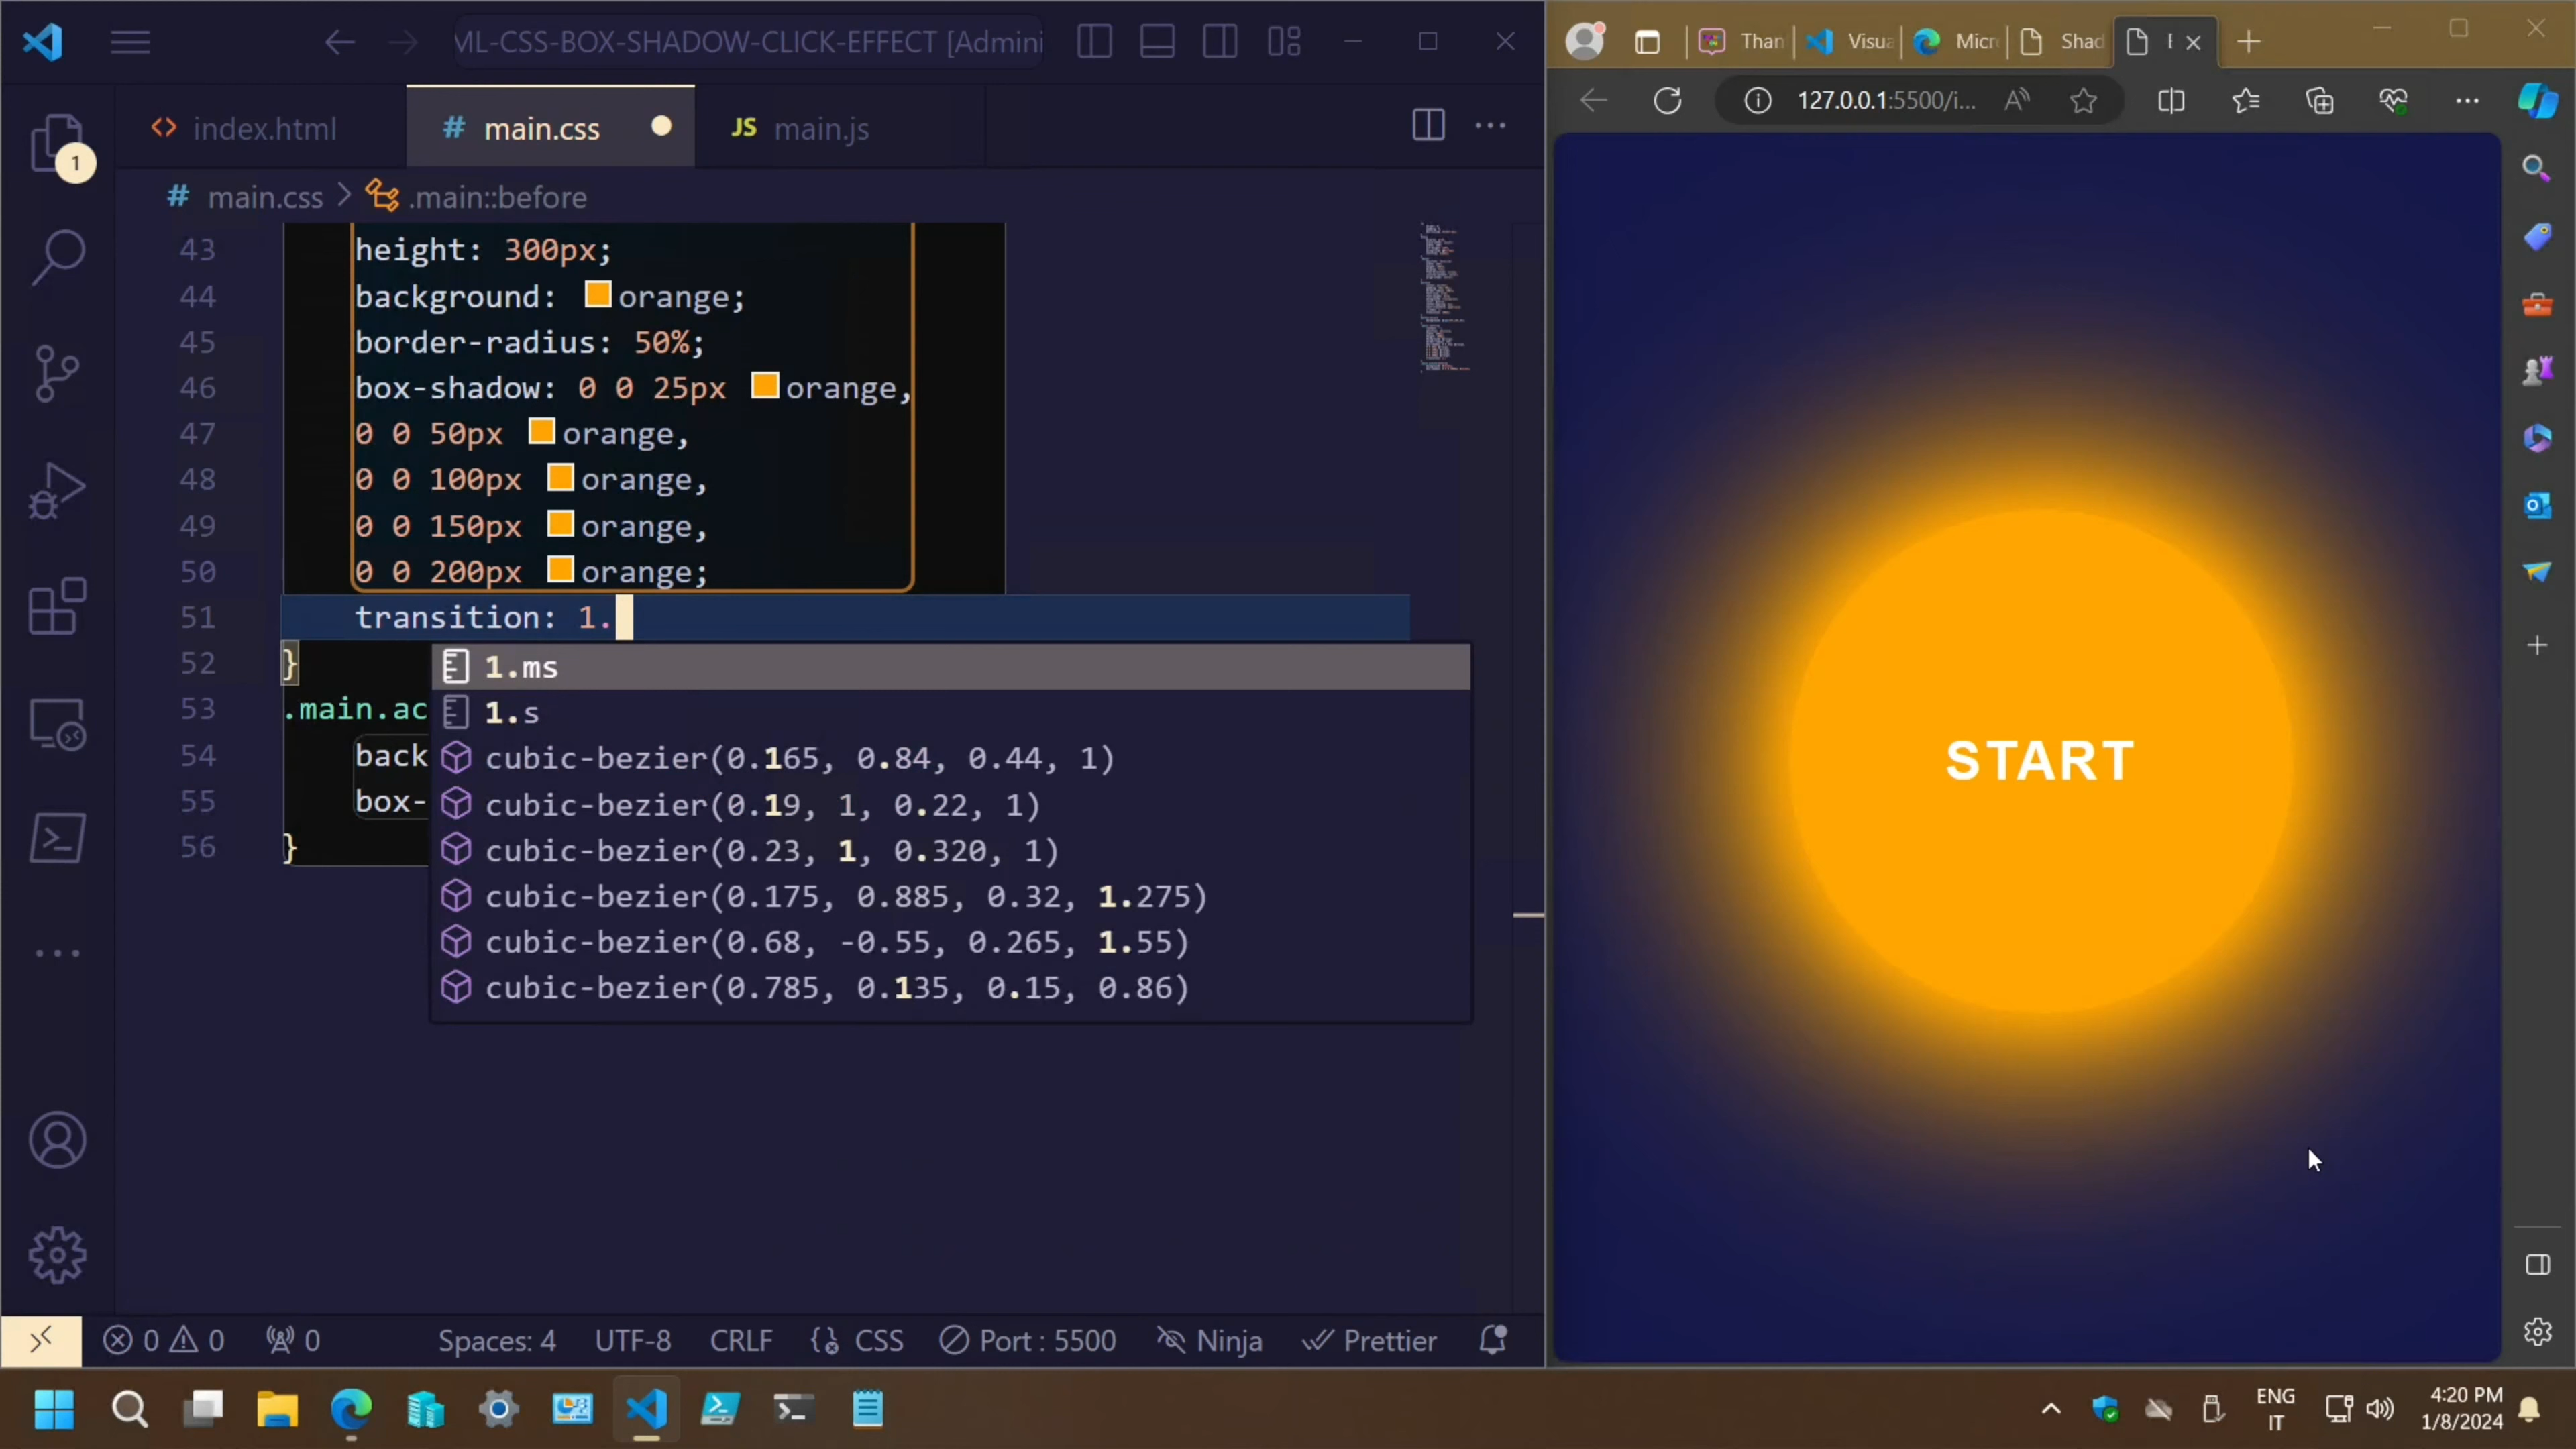 ML-CSS-BOX-SHADOW-CLICK-EFFECT [Admini
index.html
# main.css
JS main.js
1
# main.css > .main::before
43 height: 300px;
44 background: orange;
45 border-radius: 50%;
46 box-shadow: 0 0 25px orange,
47 0 0 50px orange,
48 0 0 100px orange,
49 0 0 150px orange,
50 0 0 200px orange;
51 transition: 1.
52 }
53 .main.ac
54 back
55 box-
56 }
1.ms
1.s
cubic-bezier(0.165, 0.84, 0.44, 1)
cubic-bezier(0.19, 1, 0.22, 1)
cubic-bezier(0.23, 1, 0.320, 1)
cubic-bezier(0.175, 0.885, 0.32, 1.275)
cubic-bezier(0.68, -0.55, 0.265, 1.55)
cubic-bezier(0.785, 0.135, 0.15, 0.86)
0 0 0 Spaces: 4 UTF-8 CRLF CSS Port : 5500 Ninja Prettier
Than Visua Micr Shad
127.0.0.1:5500/i...
START
ENG
IT
4:20 PM
1/8/2024